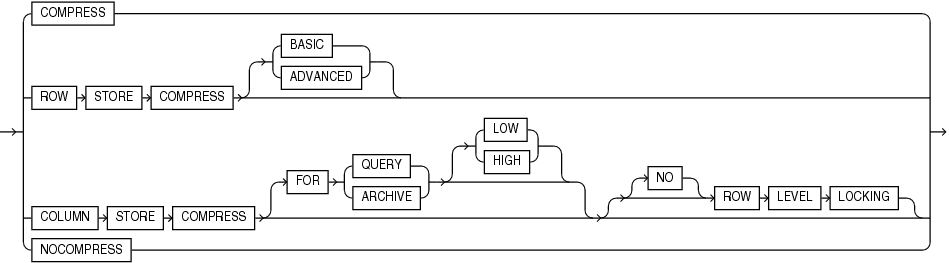 COMPRESS
BASIC
ADVANCED
ROW STORE COMPRESS
LOW
HIGH
QUERY
FOR
ARCHIVE
NO
ROW LEVEL LOCKING
COLUMN STORE COMPRESS
NOCOMPRESS